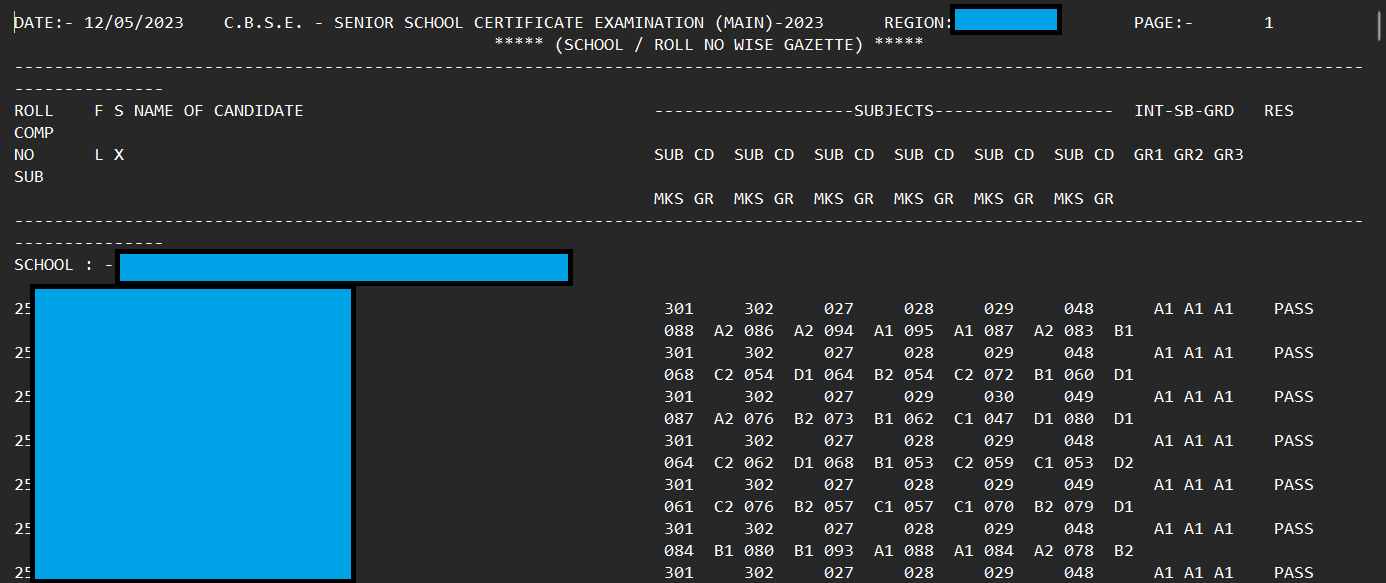 DATE:- 12/05/2023    C.B.S.E. - SENIOR SCHOOL CERTIFICATE EXAMINATION (MAIN)-2023      REGION:      PAGE:-       1
***** (SCHOOL / ROLL NO WISE GAZETTE) *****
---------------------------------------------------------------------------------------------------------------------------------------
---------------
ROLL    F S NAME OF CANDIDATE                                   --------------------SUBJECTS------------------  INT-SB-GRD   RES
COMP
NO      L X                                                     SUB CD  SUB CD  SUB CD  SUB CD  SUB CD  SUB CD  GR1 GR2 GR3
SUB
MKS GR  MKS GR  MKS GR  MKS GR  MKS GR  MKS GR
---------------------------------------------------------------------------------------------------------------------------------------
---------------
SCHOOL : -
25 301     302     027     028     029     048      A1 A1 A1    PASS
088  A2 086  A2 094  A1 095  A1 087  A2 083  B1
25 301     302     027     028     029     048      A1 A1 A1    PASS
068  C2 054  D1 064  B2 054  C2 072  B1 060  D1
25 301     302     027     029     030     049      A1 A1 A1    PASS
087  A2 076  B2 073  B1 062  C1 047  D1 080  D1
25 301     302     027     028     029     048      A1 A1 A1    PASS
064  C2 062  D1 068  B1 053  C2 059  C1 053  D2
25 301     302     027     028     029     049      A1 A1 A1    PASS
061  C2 076  B2 057  C1 057  C1 070  B2 079  D1
25 301     302     027     028     029     048      A1 A1 A1    PASS
084  B1 080  B1 093  A1 088  A1 084  A2 078  B2
25 301     302     027     028     029     048      A1 A1 A1    PASS